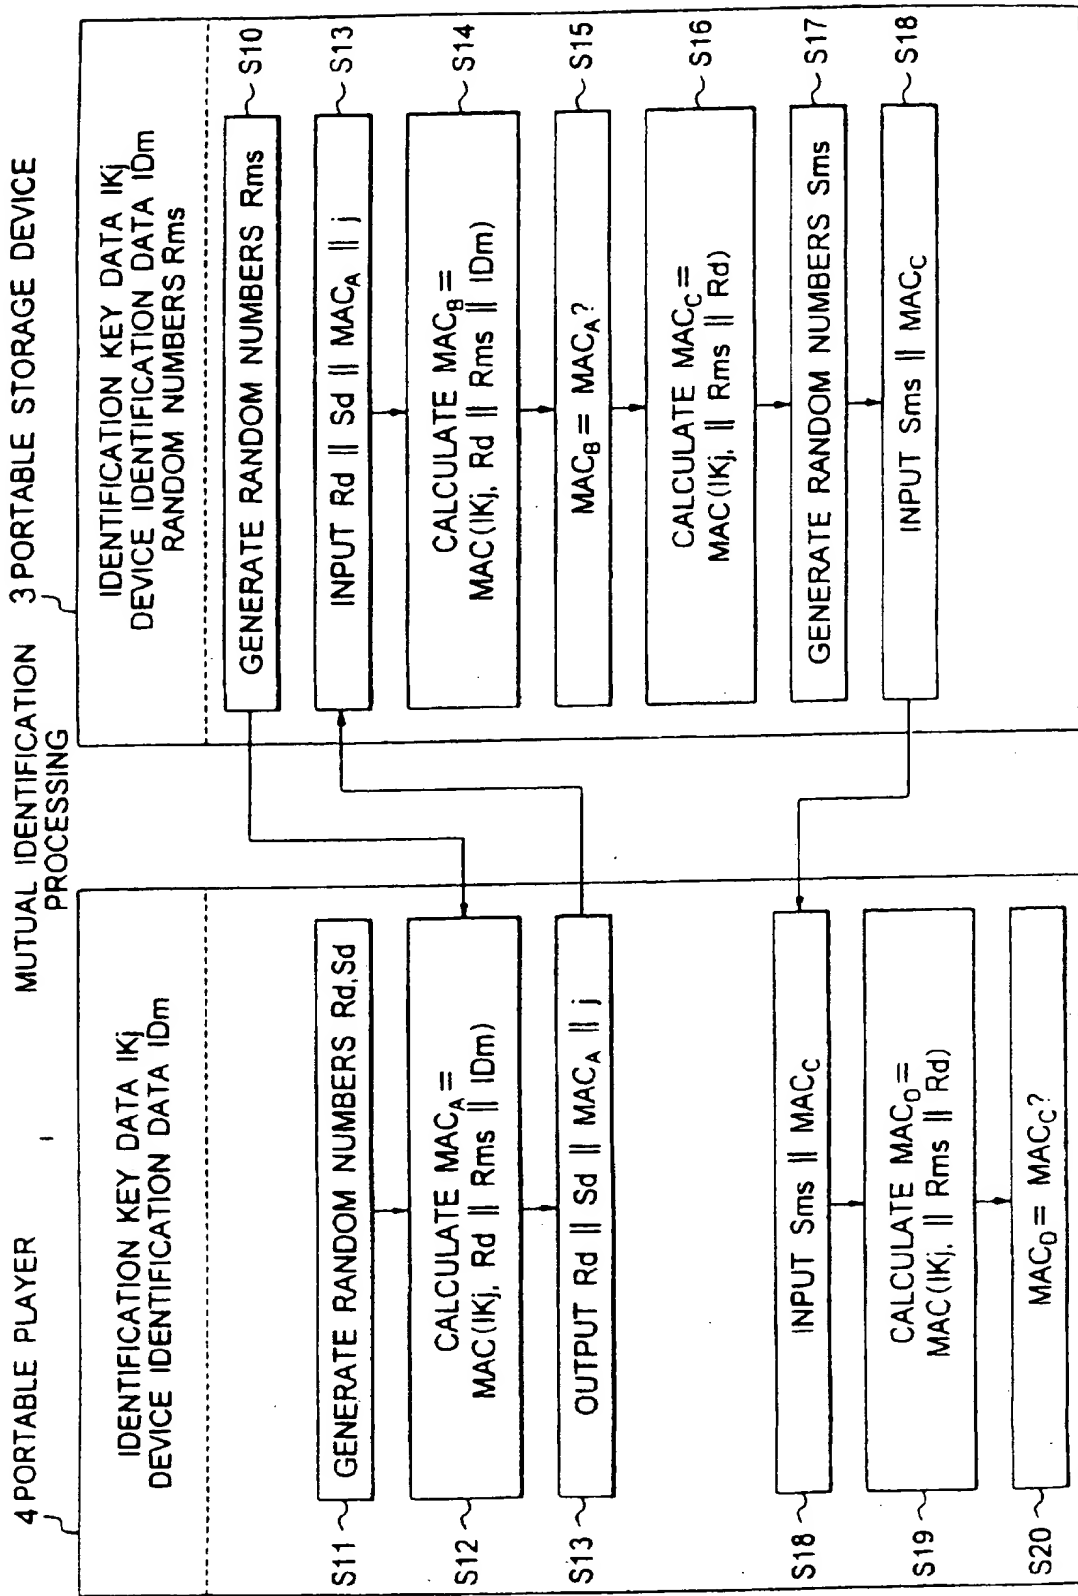 4 PORTABLE PLAYER
MUTUAL IDENTIFICATION
PROCESSING
3 PORTABLE STORAGE DEVICE
IDENTIFICATION KEY DATA IKj
DEVICE IDENTIFICATION DATA IDm
S11
GENERATE RANDOM NUMBERS Rd,Sd
S12
CALCULATE MACA =
MAC(IKj, Rd || Rms || IDm)
S13
OUTPUT Rd || Sd || MACA || j
S18
INPUT Sms || MACC
S19
CALCULATE MACD =
MAC(IKj, || Rms || Rd)
S20
MACD = MACC?
IDENTIFICATION KEY DATA IKj
DEVICE IDENTIFICATION DATA IDm
RANDOM NUMBERS Rms
GENERATE RANDOM NUMBERS Rms
S10
INPUT Rd || Sd || MACA || j
S13
CALCULATE MACB =
MAC(IKj, Rd || Rms || IDm)
S14
MACB = MACA?
S15
CALCULATE MACC =
MAC(IKj, || Rms || Rd)
S16
GENERATE RANDOM NUMBERS Sms
S17
INPUT Sms || MACC
S18